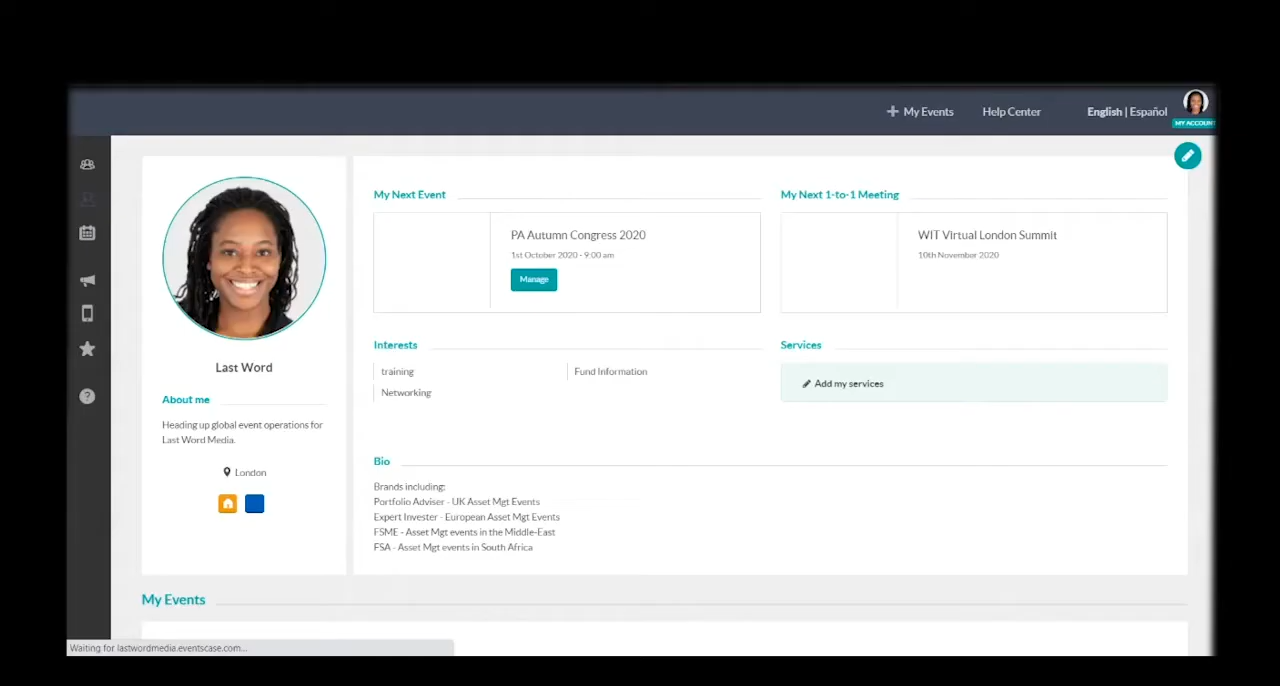 My Events
Help Center
English | Español
MY ACCOUNT
My Next Event
PA Autumn Congress 2020
1st October 2020 - 9:00 am
Manage
My Next 1-to-1 Meeting
WIT Virtual London Summit
10th November 2020
Last Word
About me
Heading up global event operations for
Last Word Media.
London
Interests
training
Fund Information
Networking
Services
Add my services
Bio
Brands including:
Portfolio Adviser - UK Asset Mgt Events
Expert Invester - European Asset Mgt Events
FSME - Asset Mgt events in the Middle-East
FSA - Asset Mgt events in South Africa
My Events
Waiting for lastwordmedia.eventscase.com...